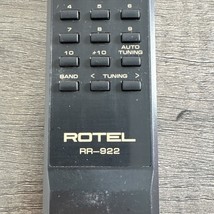 4 5 6
7 8 9
10 +10 AUTO TUNING
BAND < TUNING >
ROTEL
RR-922